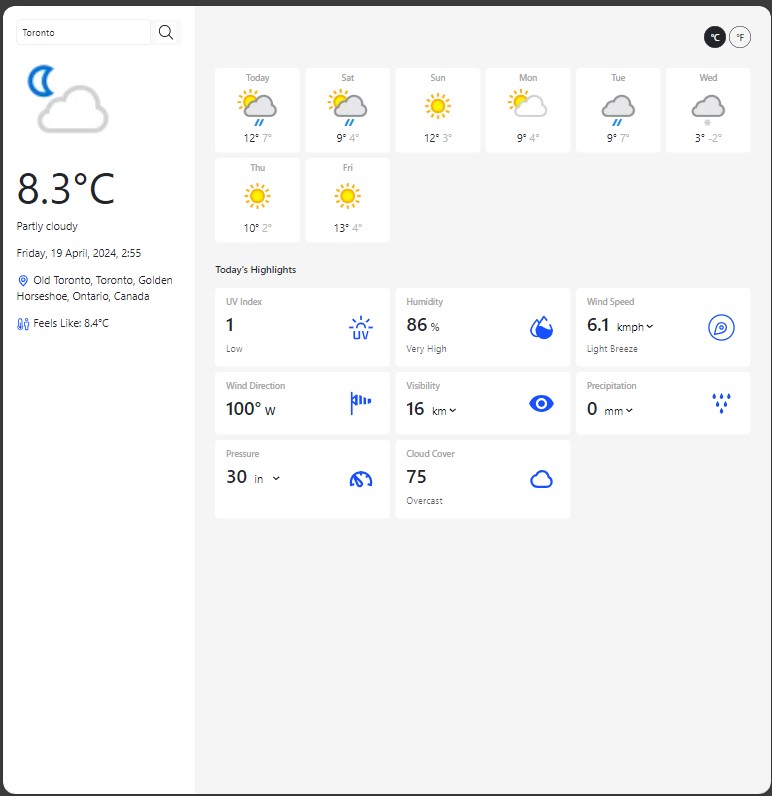 Toronto
8.3°C
Partly cloudy
Friday, 19 April, 2024, 2:55
Old Toronto, Toronto, Golden
Horseshoe, Ontario, Canada
Feels Like: 8.4°C
°C °F
Today Sat Sun Mon Tue Wed
12° 7° 9° 4° 12° 3° 9° 4° 9° 7° 3° -2°
Thu Fri
10° 2° 13° 4°
Today's Highlights
UV Index Humidity Wind Speed
1 86 % 6.1 kmph
UV
Low Very High Light Breeze
Wind Direction Visibility Precipitation
100° W 16 km 0 mm
Pressure Cloud Cover
30 in 75
Overcast